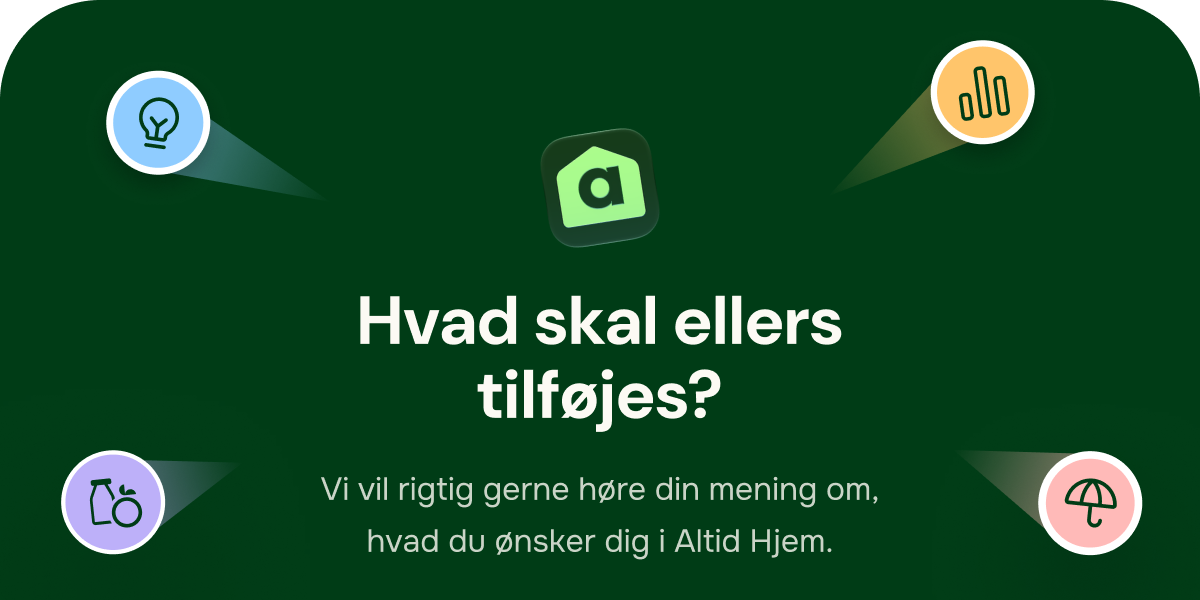 a
Hvad skal ellers
tilføjes?
Vi vil rigtig gerne høre din mening om,
hvad du ønsker dig i Altid Hjem.